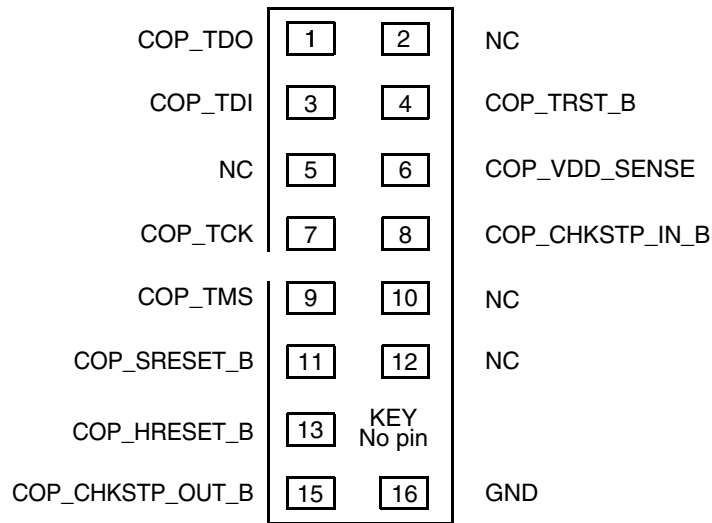 COP_TDO 1 2 NC
COP_TDI 3 4 COP_TRST_B
NC 5 6 COP_VDD_SENSE
COP_TCK 7 8 COP_CHKSTP_IN_B
COP_TMS 9 10 NC
COP_SRESET_B 11 12 NC
COP_HRESET_B 13 KEY
No pin
COP_CHKSTP_OUT_B 15 16 GND